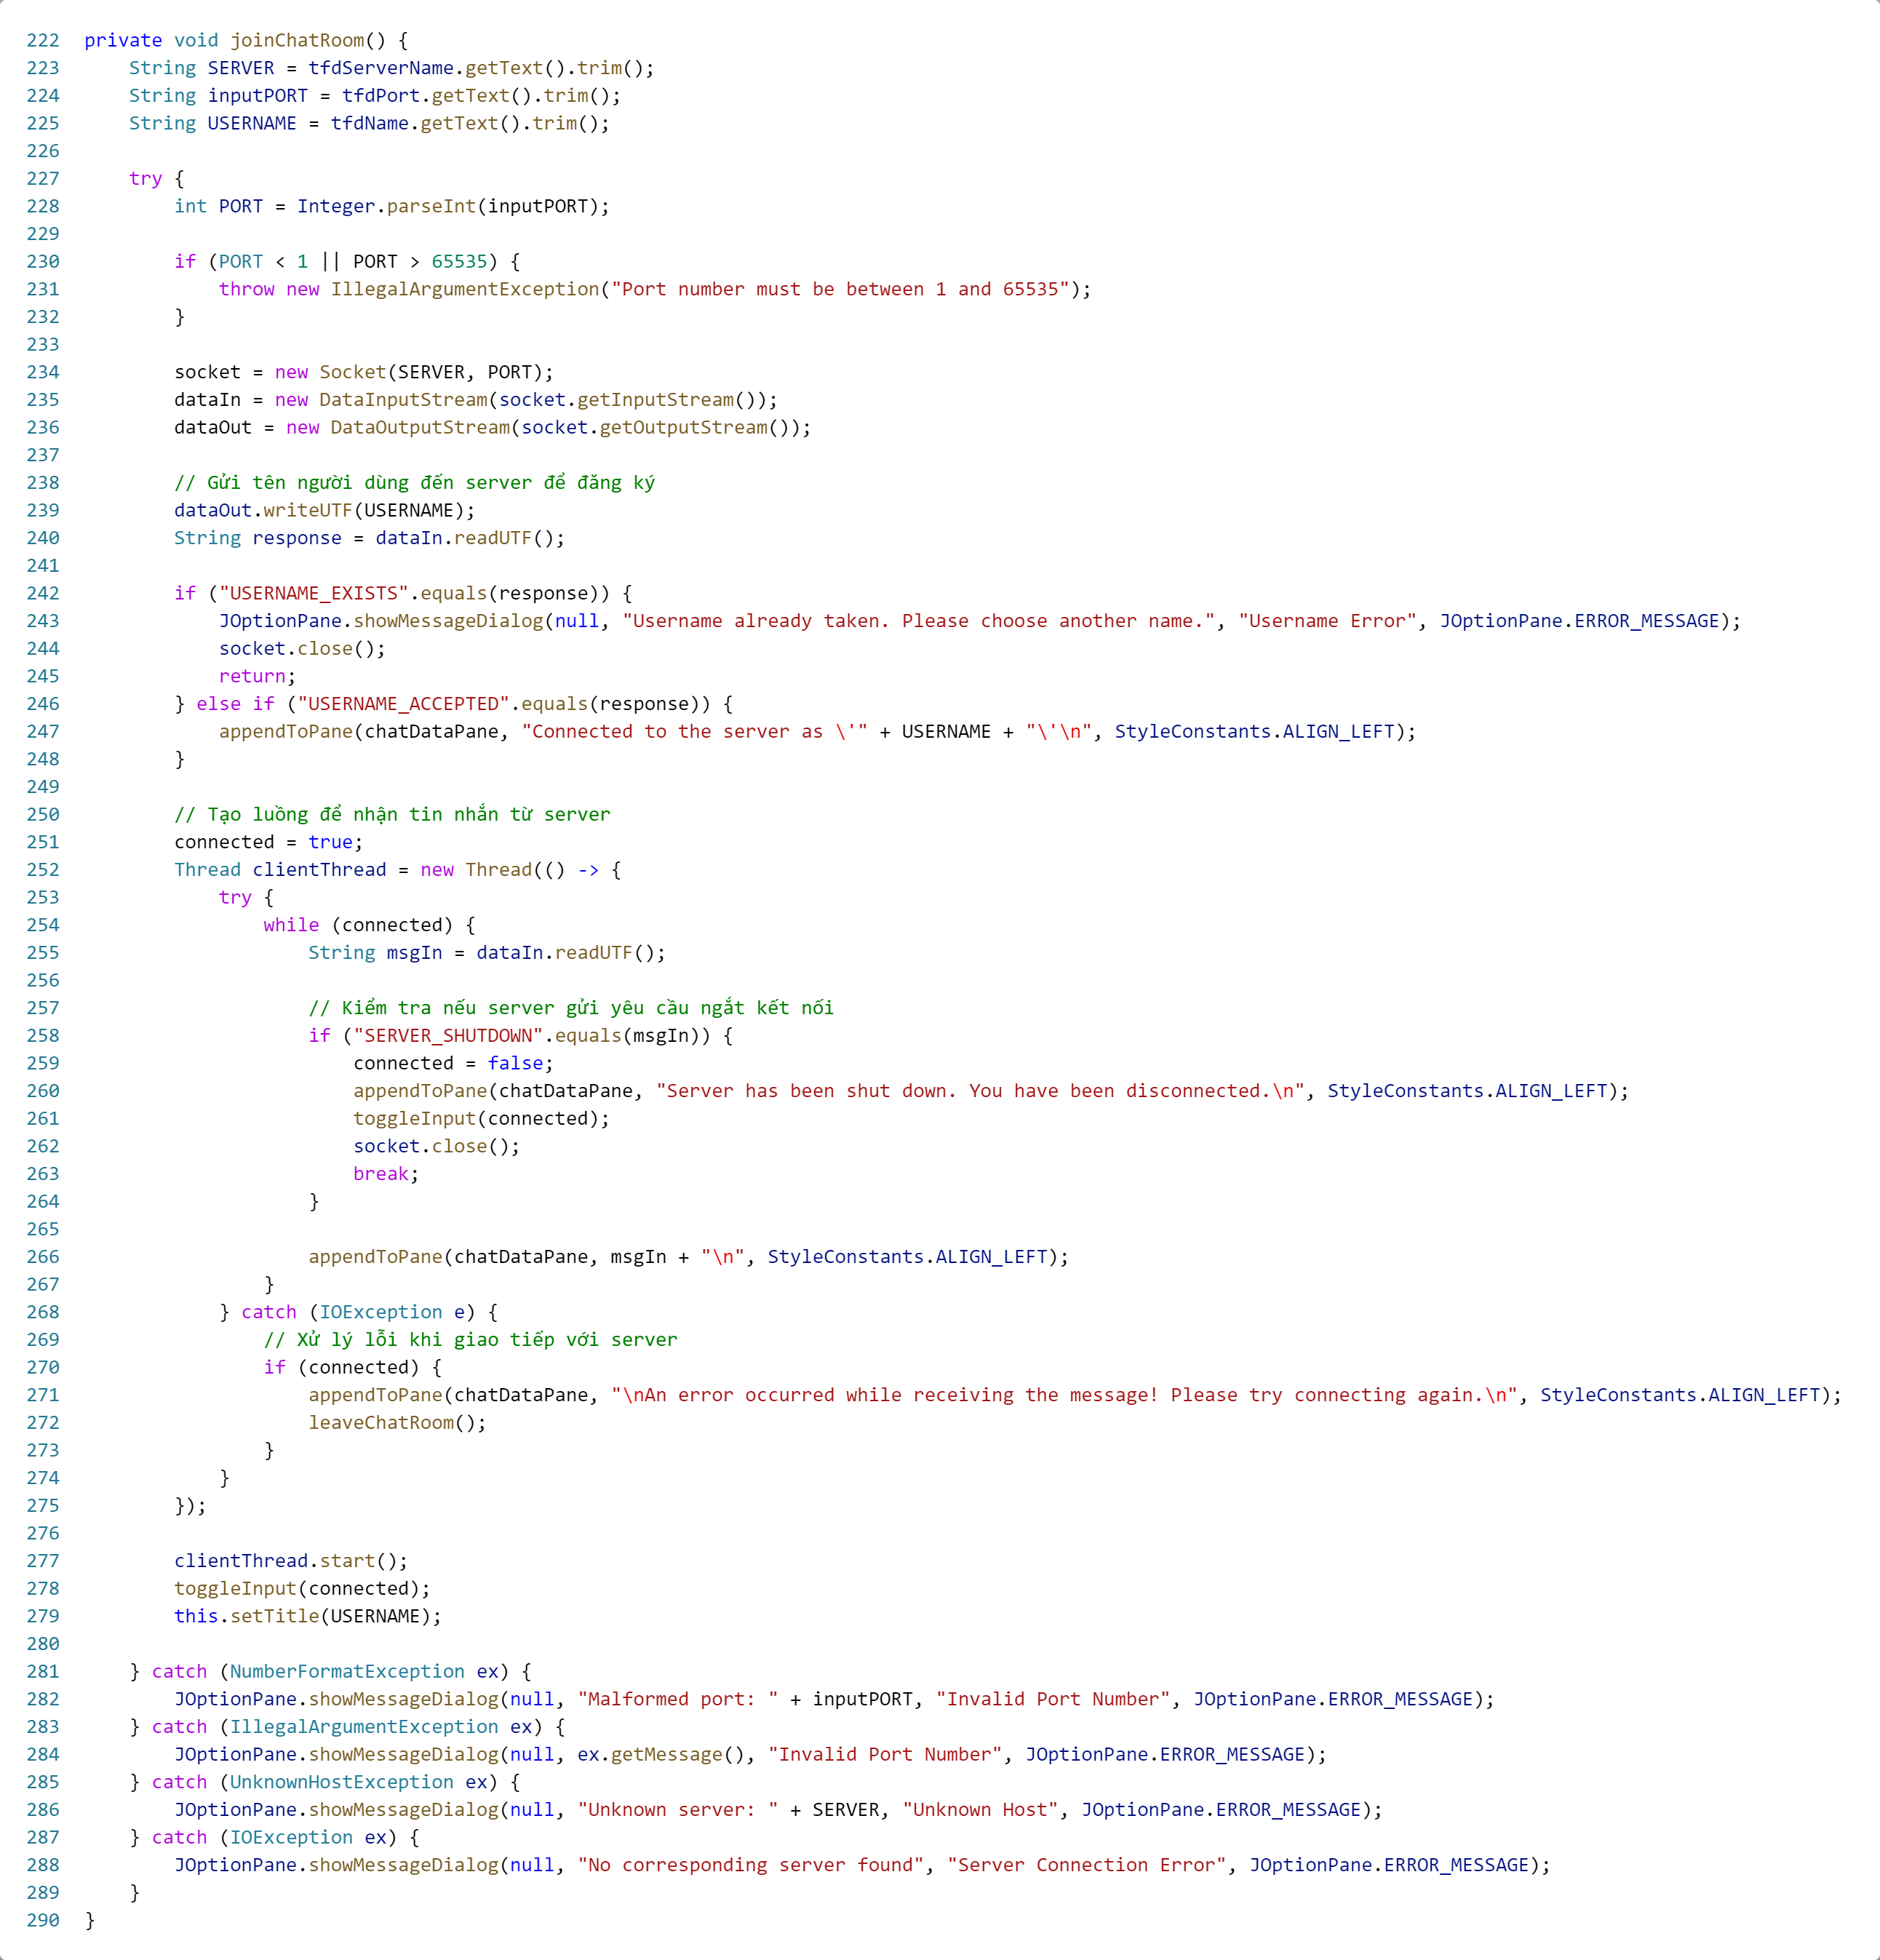 222 private void joinChatRoom() {
223     String SERVER = tfdServerName.getText().trim();
224     String inputPORT = tfdPort.getText().trim();
225     String USERNAME = tfdName.getText().trim();
226
227     try {
228         int PORT = Integer.parseInt(inputPORT);
229
230         if (PORT < 1 || PORT > 65535) {
231             throw new IllegalArgumentException("Port number must be between 1 and 65535");
232         }
233
234         socket = new Socket(SERVER, PORT);
235         dataIn = new DataInputStream(socket.getInputStream());
236         dataOut = new DataOutputStream(socket.getOutputStream());
237
238         // Gửi tên người dùng đến server để đăng ký
239         dataOut.writeUTF(USERNAME);
240         String response = dataIn.readUTF();
241
242         if ("USERNAME_EXISTS".equals(response)) {
243             JOptionPane.showMessageDialog(null, "Username already taken. Please choose another name.", "Username Error", JOptionPane.ERROR_MESSAGE);
244             socket.close();
245             return;
246         } else if ("USERNAME_ACCEPTED".equals(response)) {
247             appendToPane(chatDataPane, "Connected to the server as \'" + USERNAME + "\'\n", StyleConstants.ALIGN_LEFT);
248         }
249
250         // Tạo luồng để nhận tin nhắn từ server
251         connected = true;
252         Thread clientThread = new Thread(() -> {
253             try {
254                 while (connected) {
255                     String msgIn = dataIn.readUTF();
256
257                     // Kiểm tra nếu server gửi yêu cầu ngắt kết nối
258                     if ("SERVER_SHUTDOWN".equals(msgIn)) {
259                         connected = false;
260                         appendToPane(chatDataPane, "Server has been shut down. You have been disconnected.\n", StyleConstants.ALIGN_LEFT);
261                         toggleInput(connected);
262                         socket.close();
263                         break;
264                     }
265
266                     appendToPane(chatDataPane, msgIn + "\n", StyleConstants.ALIGN_LEFT);
267                 }
268             } catch (IOException e) {
269                 // Xử lý lỗi khi giao tiếp với server
270                 if (connected) {
271                     appendToPane(chatDataPane, "\nAn error occurred while receiving the message! Please try connecting again.\n", StyleConstants.ALIGN_LEFT);
272                     leaveChatRoom();
273                 }
274             }
275         });
276
277         clientThread.start();
278         toggleInput(connected);
279         this.setTitle(USERNAME);
280
281     } catch (NumberFormatException ex) {
282         JOptionPane.showMessageDialog(null, "Malformed port: " + inputPORT, "Invalid Port Number", JOptionPane.ERROR_MESSAGE);
283     } catch (IllegalArgumentException ex) {
284         JOptionPane.showMessageDialog(null, ex.getMessage(), "Invalid Port Number", JOptionPane.ERROR_MESSAGE);
285     } catch (UnknownHostException ex) {
286         JOptionPane.showMessageDialog(null, "Unknown server: " + SERVER, "Unknown Host", JOptionPane.ERROR_MESSAGE);
287     } catch (IOException ex) {
288         JOptionPane.showMessageDialog(null, "No corresponding server found", "Server Connection Error", JOptionPane.ERROR_MESSAGE);
289     }
290 }